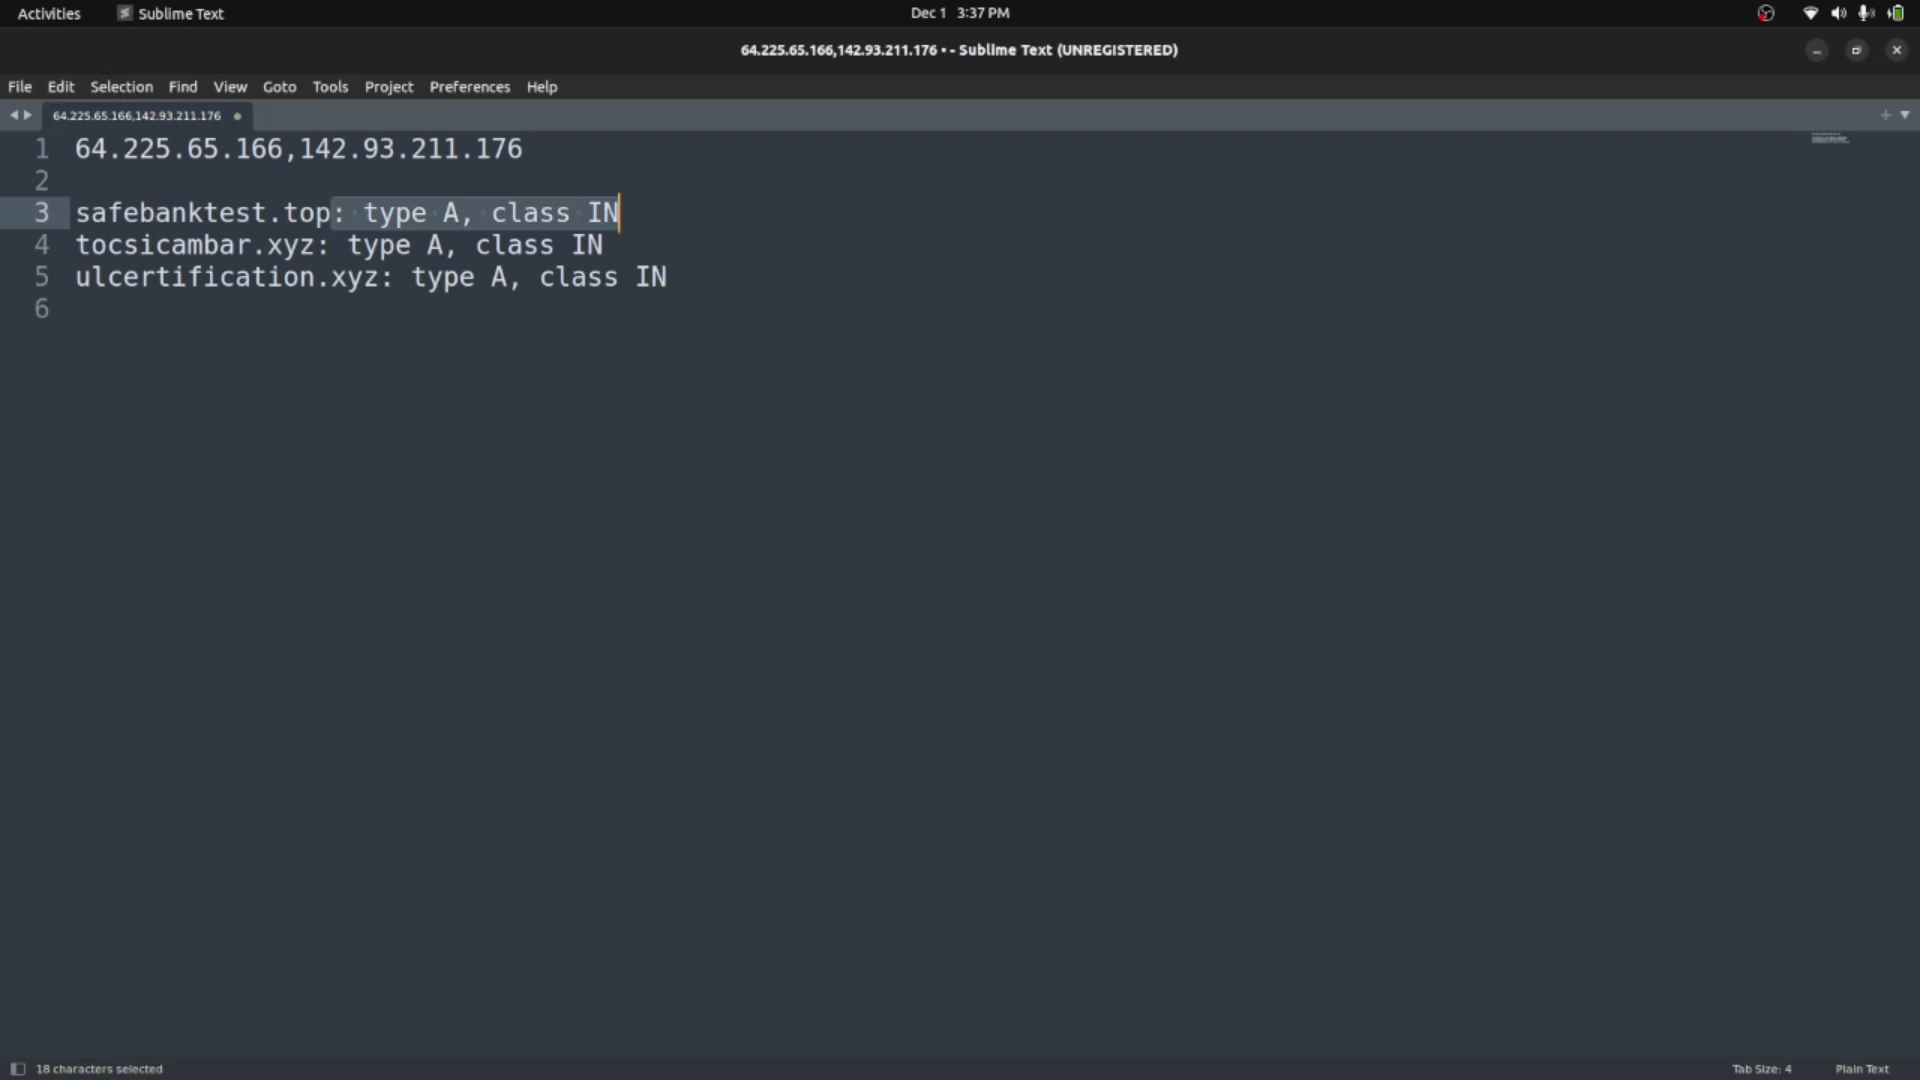 Activities Sublime Text Dec 1 3:37 PM
64.225.65.166,142.93.211.176 • - Sublime Text (UNREGISTERED)
File Edit Selection Find View Goto Tools Project Preferences Help
64.225.65.166,142.93.211.176
1 64.225.65.166,142.93.211.176
2
3 safebanktest.top: type A, class IN
4 tocsicambar.xyz: type A, class IN
5 ulcertification.xyz: type A, class IN
6
18 characters selected Tab Size: 4 Plain Text